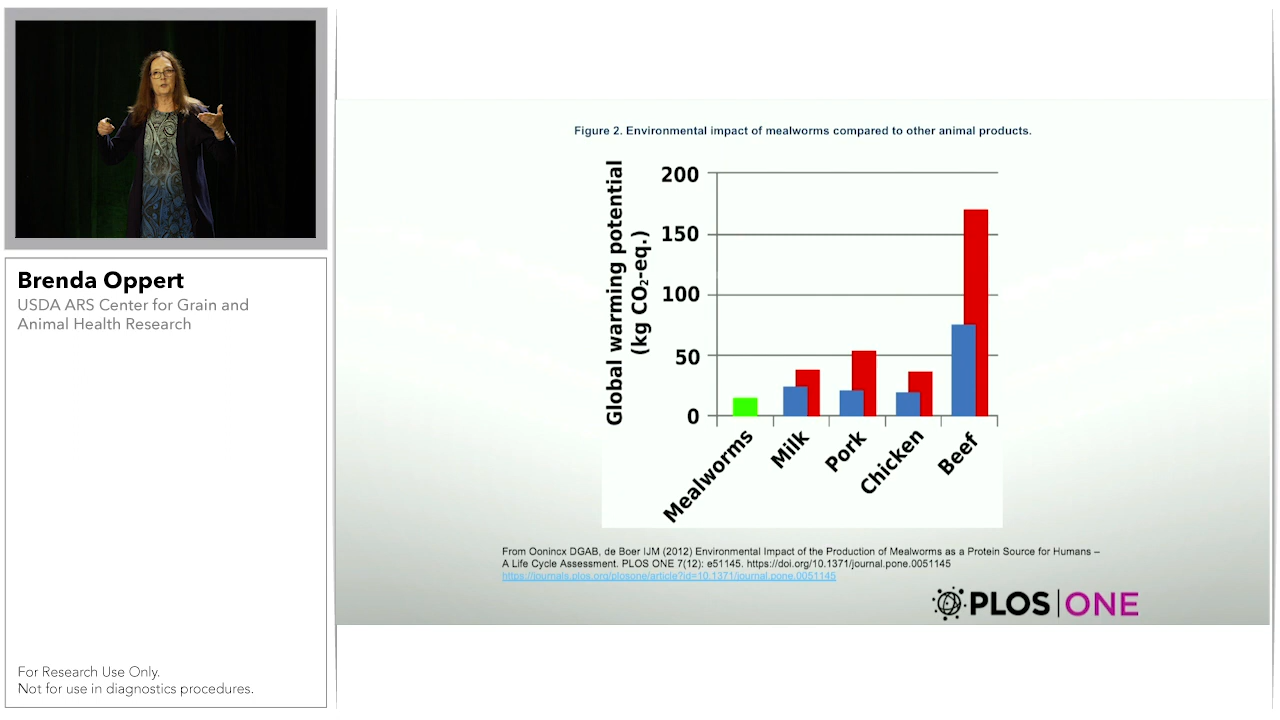 Brenda Oppert
USDA ARS Center for Grain and
Animal Health Research
For Research Use Only.
Not for use in diagnostics procedures.
Figure 2. Environmental impact of mealworms compared to other animal products.
Global warming potential
(kg CO₂-eq.)
200
150
100
50
0
Mealworms
Milk
Pork
Chicken
Beef
From Oonincx DGAB, de Boer IJM (2012) Environmental Impact of the Production of Mealworms as a Protein Source for Humans –
A Life Cycle Assessment. PLOS ONE 7(12): e51145. https://doi.org/10.1371/journal.pone.0051145
https://journals.plos.org/plosone/article?id=10.1371/journal.pone.0051145
PLOS | ONE